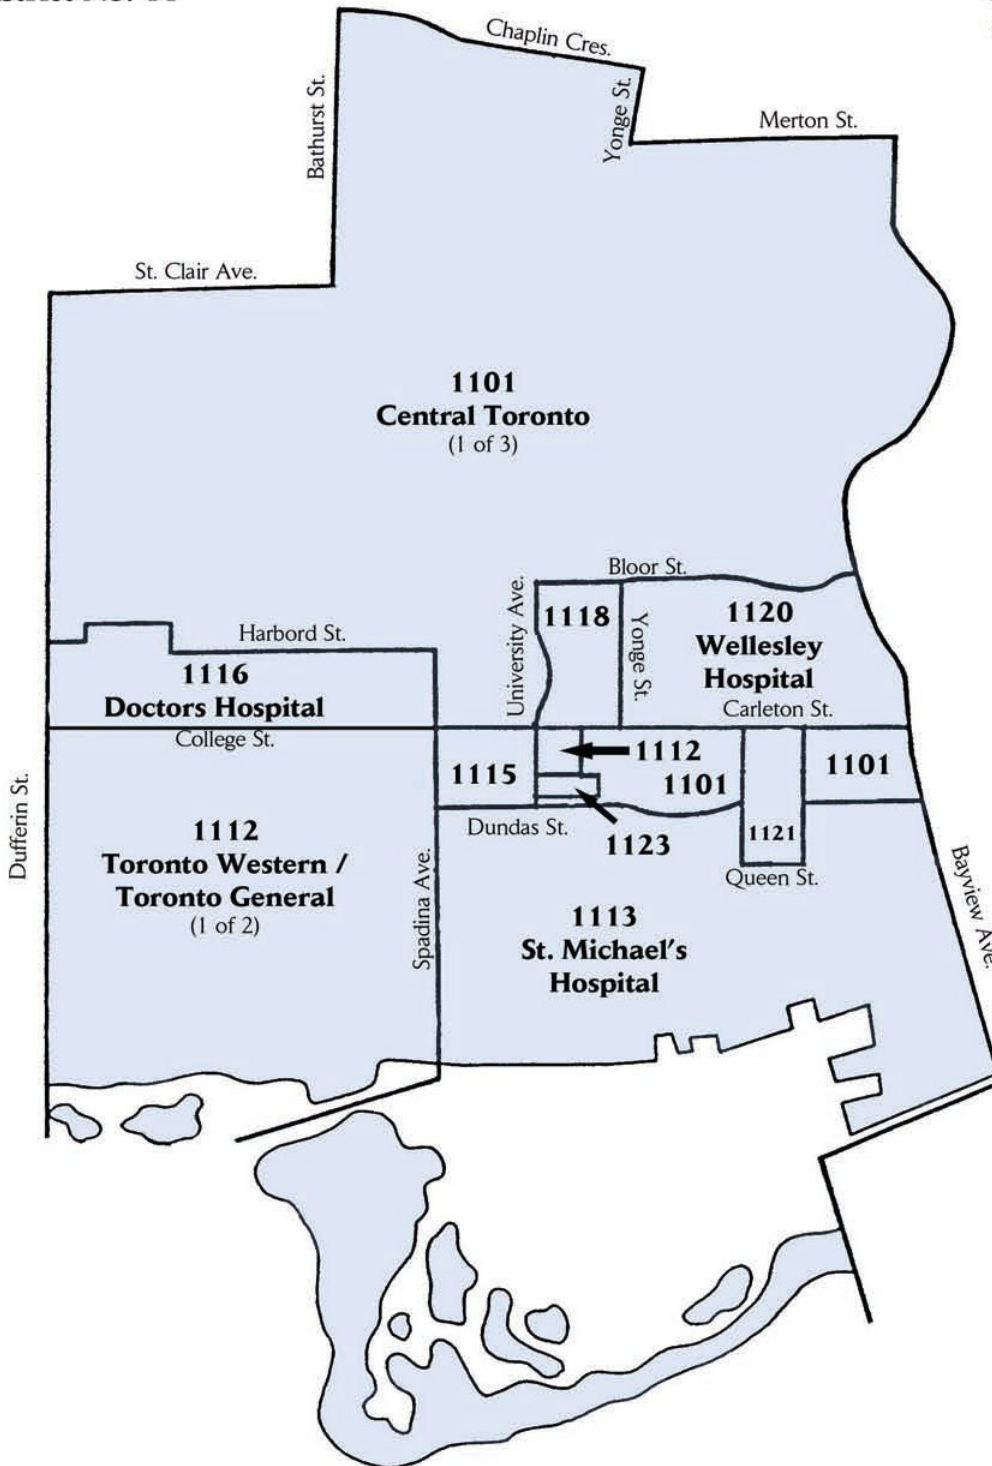 Chaplin Cres.
Bathurst St.
Yonge St.
Merton St.
St. Clair Ave.
1101
Central Toronto
(1 of 3)
Bloor St.
University Ave.
1118
Yonge St.
1120
Wellesley
Hospital
Carleton St.
Harbord St.
1116
Doctors Hospital
College St.
1115
1112
1101
1101
Dundas St.
1123
1121
Queen St.
Dufferin St.
1112
Toronto Western /
Toronto General
(1 of 2)
Spadina Ave.
1113
St. Michael's
Hospital
Bayview Ave.